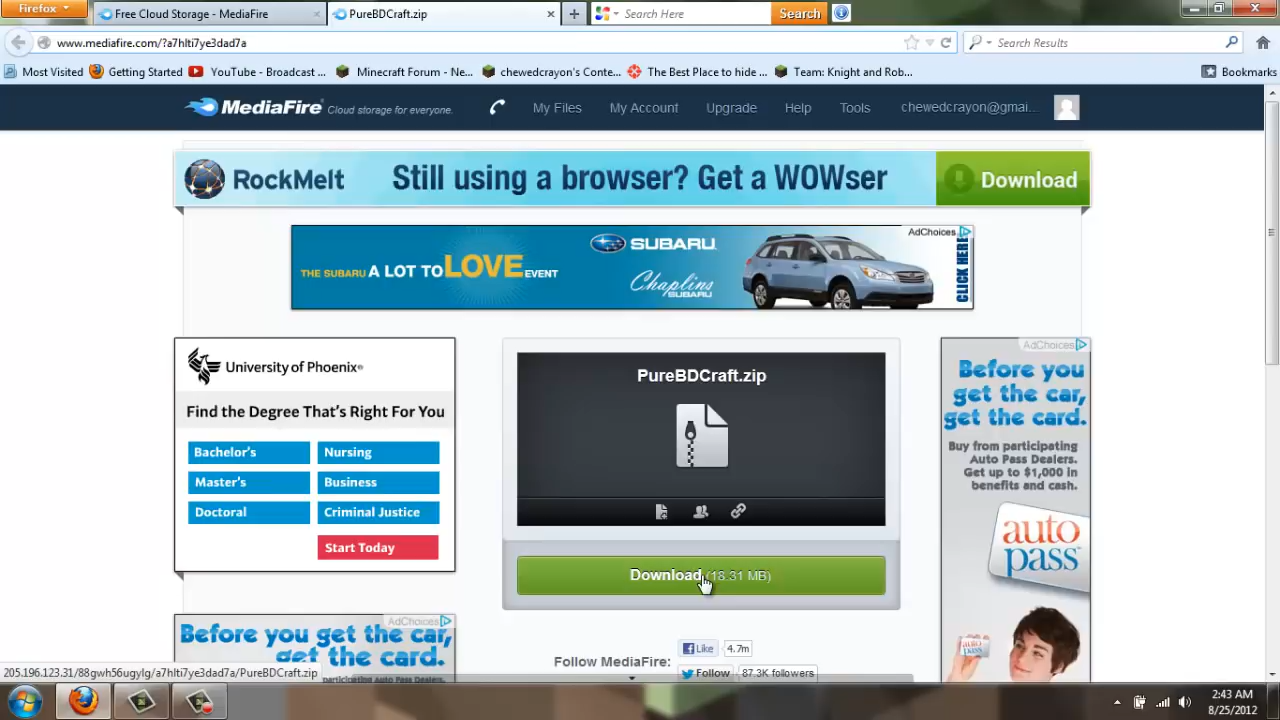 Firefox
Free Cloud Storage - MediaFire
PureBDCraft.zip
Search Here
Search
www.mediafire.com/?a7hlti7ye3dad7a
Search Results
Most Visited
Getting Started
YouTube - Broadcast ...
Minecraft Forum - Ne...
chewedcrayon's Conte...
The Best Place to hide ...
Team: Knight and Rob...
Bookmarks
MediaFire Cloud storage for everyone.
My Files
My Account
Upgrade
Help
Tools
chewedcrayon@gmai...
RockMelt
Still using a browser? Get a WOWser
Download
AdChoices
THE SUBARU A LOT TO LOVE EVENT
SUBARU
Chaplins
SUBARU
CLICK HERE
University of Phoenix®
Find the Degree That's Right For You
Bachelor's
Nursing
Master's
Business
Doctoral
Criminal Justice
Start Today
PureBDCraft.zip
Download (18.31 MB)
AdChoices
Before you
get the car,
get the card.
Buy from participating
Auto Pass Dealers.
Get up to $1,000 in
benefits and cash.
auto
pass
AdChoices
Before you get the car,
get the card.
participating Auto Pass Dealers.
Follow MediaFire:
Like
4.7m
Follow
87.3K followers
205.196.123.31/88gwh56ugylg/a7hlti7ye3dad7a/PureBDCraft.zip
2:43 AM
8/25/2012